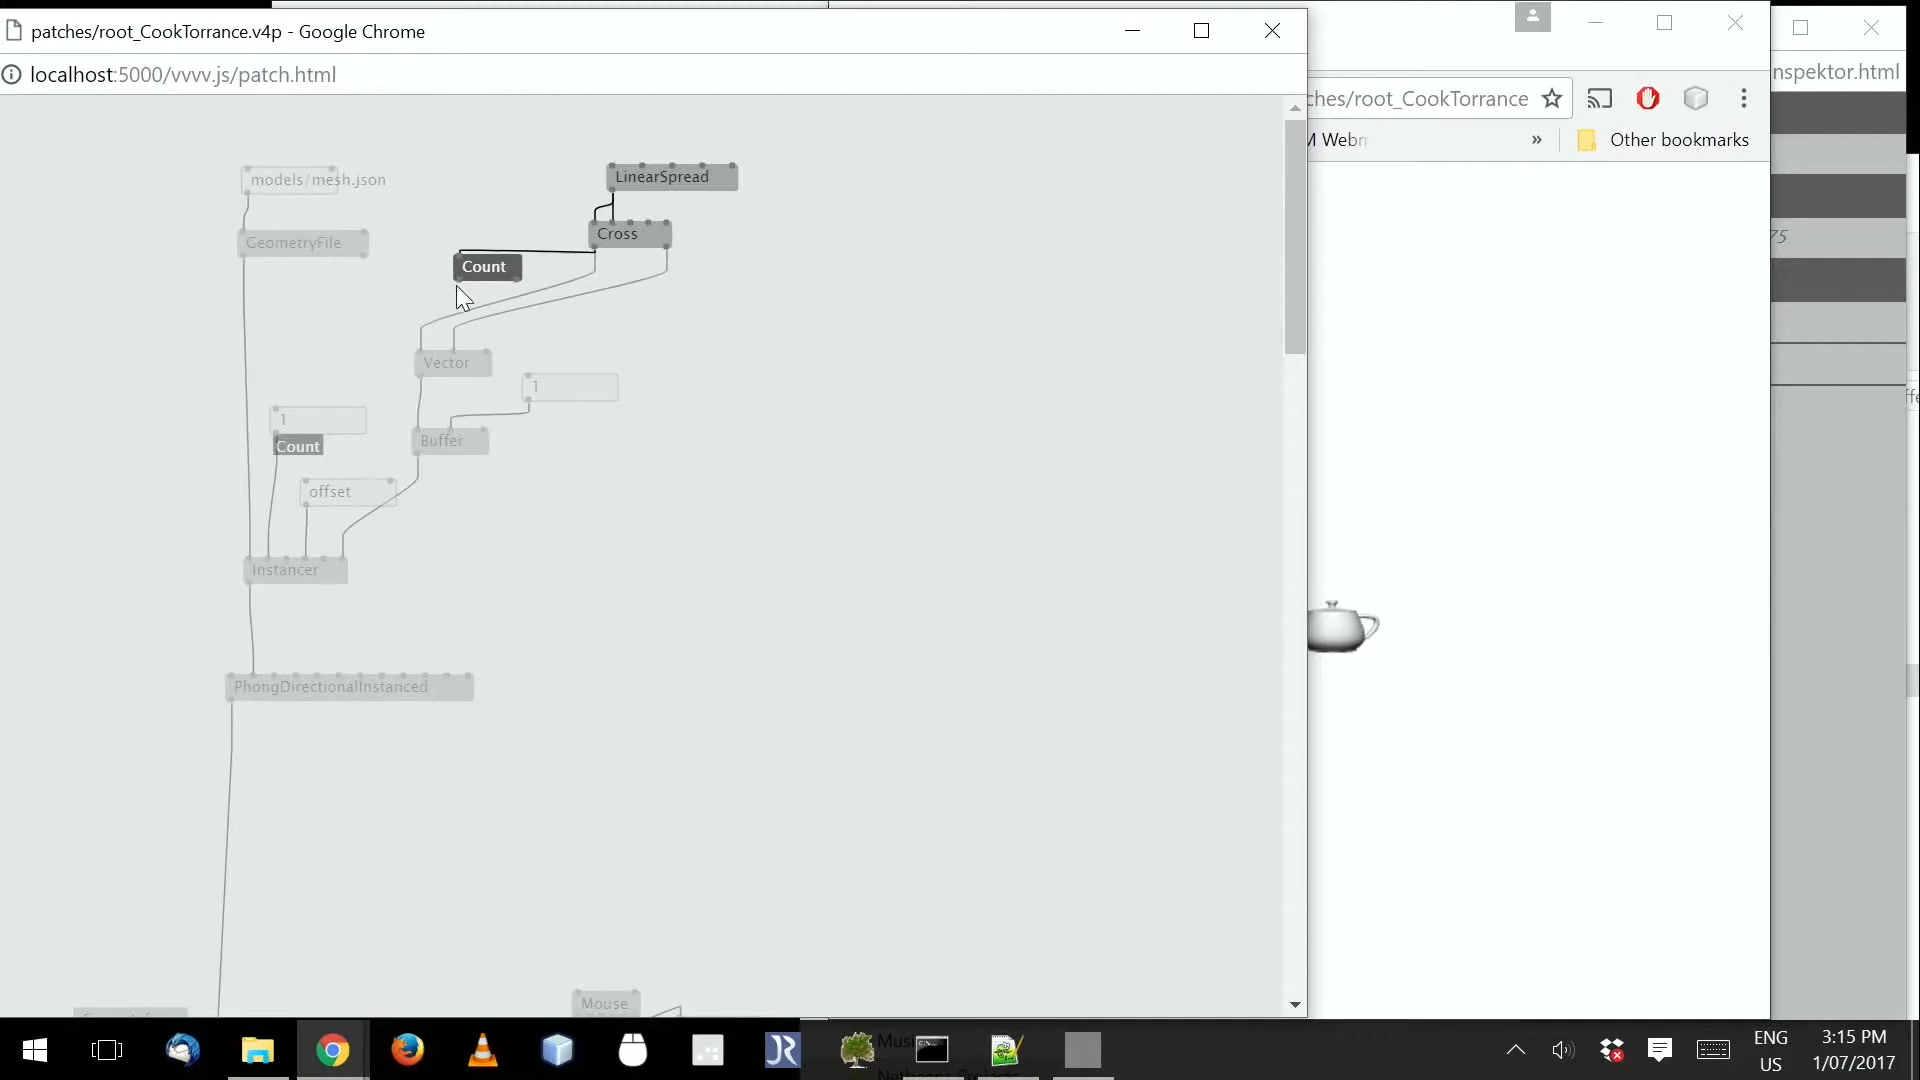 patches/root_CookTorrance.v4p - Google Chrome
localhost:5000/vvvv.js/patch.html
nspektor.html
ches/root_CookTorrance
Other bookmarks
models/mesh.json
LinearSpread
GeometryFile
Cross
75
Count
Vector
1
1
Count
Buffer
offset
Instancer
PhongDirectionalInstanced
Mouse
ENG
US
3:15 PM
1/07/2017